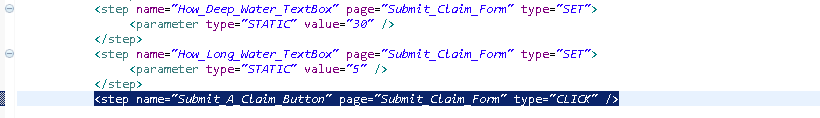 <step name="How_Deep_Water_TextBox" page="Submit_Claim_Form" type="SET">
<parameter type="STATIC" value="30" />
</step>
<step name="How_Long_Water_TextBox" page="Submit_Claim_Form" type="SET">
<parameter type="STATIC" value="5" />
</step>
<step name="Submit_A_Claim_Button" page="Submit_Claim_Form" type="CLICK" />